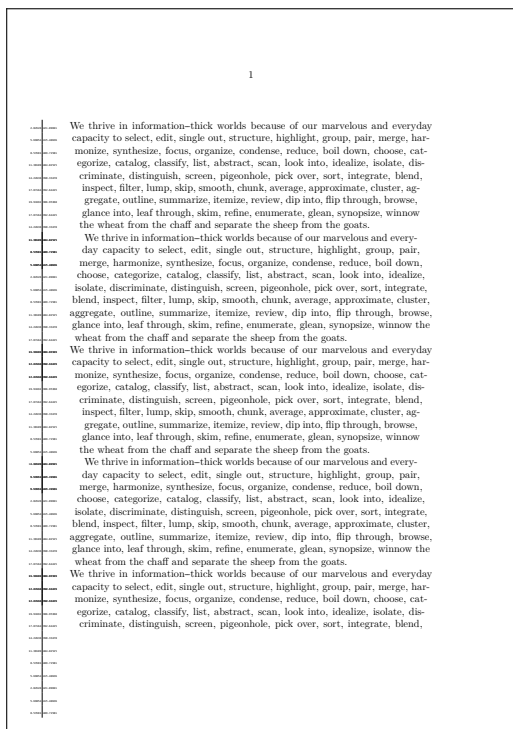 1
We thrive in information–thick worlds because of our marvelous and everyday
capacity to select, edit, single out, structure, highlight, group, pair, merge, har-
monize, synthesize, focus, organize, condense, reduce, boil down, choose, cat-
egorize, catalog, classify, list, abstract, scan, look into, idealize, isolate, dis-
criminate, distinguish, screen, pigeonhole, pick over, sort, integrate, blend,
inspect, filter, lump, skip, smooth, chunk, average, approximate, cluster, ag-
gregate, outline, summarize, itemize, review, dip into, flip through, browse,
glance into, leaf through, skim, refine, enumerate, glean, synopsize, winnow
the wheat from the chaff and separate the sheep from the goats.
We thrive in information–thick worlds because of our marvelous and every-
day capacity to select, edit, single out, structure, highlight, group, pair,
merge, harmonize, synthesize, focus, organize, condense, reduce, boil down,
choose, categorize, catalog, classify, list, abstract, scan, look into, idealize,
isolate, discriminate, distinguish, screen, pigeonhole, pick over, sort, integrate,
blend, inspect, filter, lump, skip, smooth, chunk, average, approximate, cluster,
aggregate, outline, summarize, itemize, review, dip into, flip through, browse,
glance into, leaf through, skim, refine, enumerate, glean, synopsize, winnow the
wheat from the chaff and separate the sheep from the goats.
We thrive in information–thick worlds because of our marvelous and everyday
capacity to select, edit, single out, structure, highlight, group, pair, merge, har-
monize, synthesize, focus, organize, condense, reduce, boil down, choose, cat-
egorize, catalog, classify, list, abstract, scan, look into, idealize, isolate, dis-
criminate, distinguish, screen, pigeonhole, pick over, sort, integrate, blend,
inspect, filter, lump, skip, smooth, chunk, average, approximate, cluster, ag-
gregate, outline, summarize, itemize, review, dip into, flip through, browse,
glance into, leaf through, skim, refine, enumerate, glean, synopsize, winnow
the wheat from the chaff and separate the sheep from the goats.
We thrive in information–thick worlds because of our marvelous and every-
day capacity to select, edit, single out, structure, highlight, group, pair,
merge, harmonize, synthesize, focus, organize, condense, reduce, boil down,
choose, categorize, catalog, classify, list, abstract, scan, look into, idealize,
isolate, discriminate, distinguish, screen, pigeonhole, pick over, sort, integrate,
blend, inspect, filter, lump, skip, smooth, chunk, average, approximate, cluster,
aggregate, outline, summarize, itemize, review, dip into, flip through, browse,
glance into, leaf through, skim, refine, enumerate, glean, synopsize, winnow the
wheat from the chaff and separate the sheep from the goats.
We thrive in information–thick worlds because of our marvelous and everyday
capacity to select, edit, single out, structure, highlight, group, pair, merge, har-
monize, synthesize, focus, organize, condense, reduce, boil down, choose, cat-
egorize, catalog, classify, list, abstract, scan, look into, idealize, isolate, dis-
criminate, distinguish, screen, pigeonhole, pick over, sort, integrate, blend,